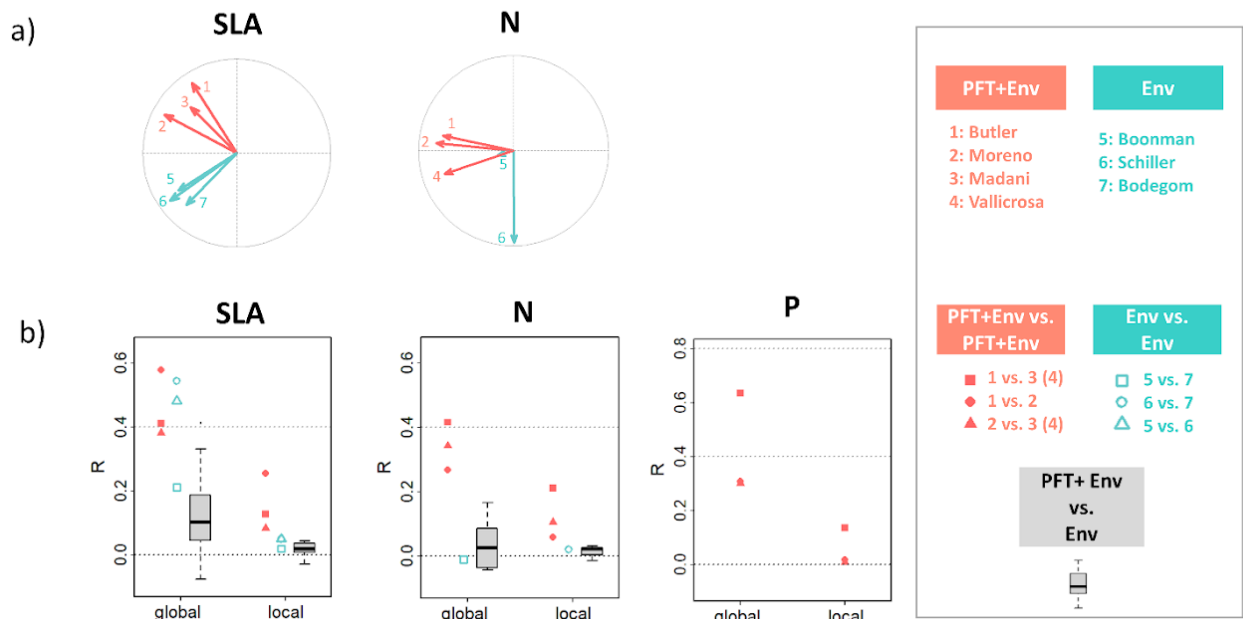 a)
SLA
N
1
3
2
5
6
7
1
2
4
5
6
PFT+Env
Env
1: Butler
2: Moreno
3: Madani
4: Vallicrosa
5: Boonman
6: Schiller
7: Bodegom
b)
SLA
N
P
R
0.6
0.4
0.2
0.0
global
local
R
0.6
0.4
0.2
0.0
global
local
R
0.8
0.6
0.4
0.2
0.0
global
local
PFT+Env vs.
PFT+Env
Env vs.
Env
1 vs. 3 (4)
1 vs. 2
2 vs. 3 (4)
5 vs. 7
6 vs. 7
5 vs. 6
PFT+ Env
vs.
Env